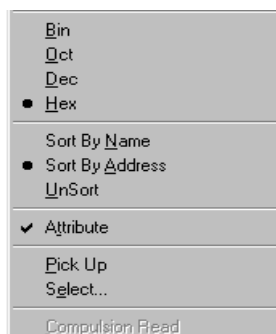 Bin
Oct
Dec
Hex
Sort By Name
Sort By Address
UnSort
Attribute
Pick Up
Select...
Compulsion Read